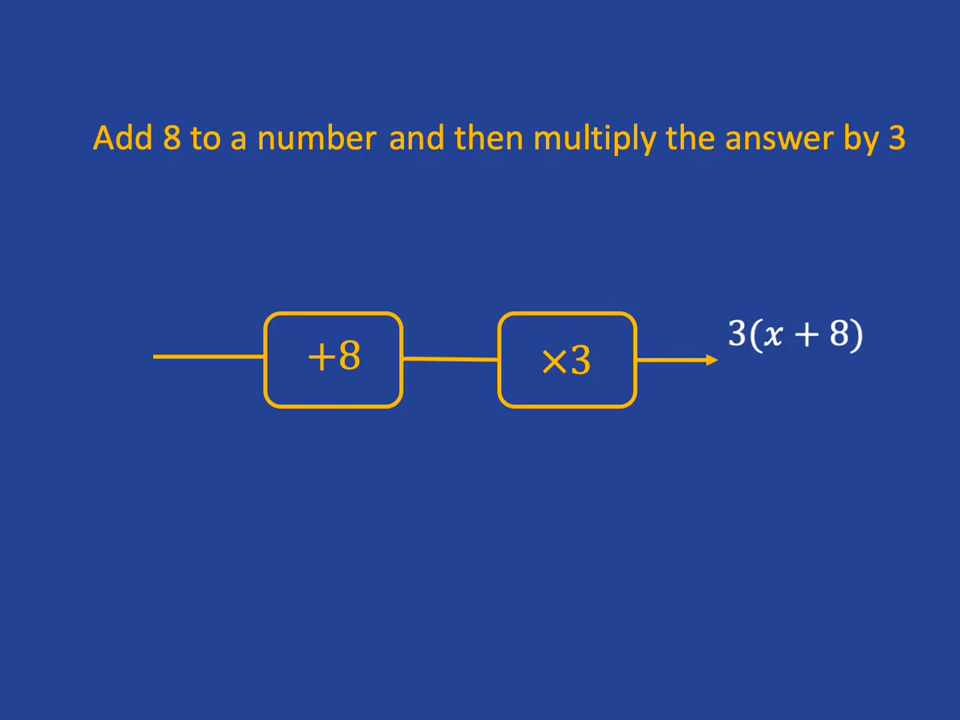 Add 8 to a number and then multiply the answer by 3
+8
×3
3(x + 8)